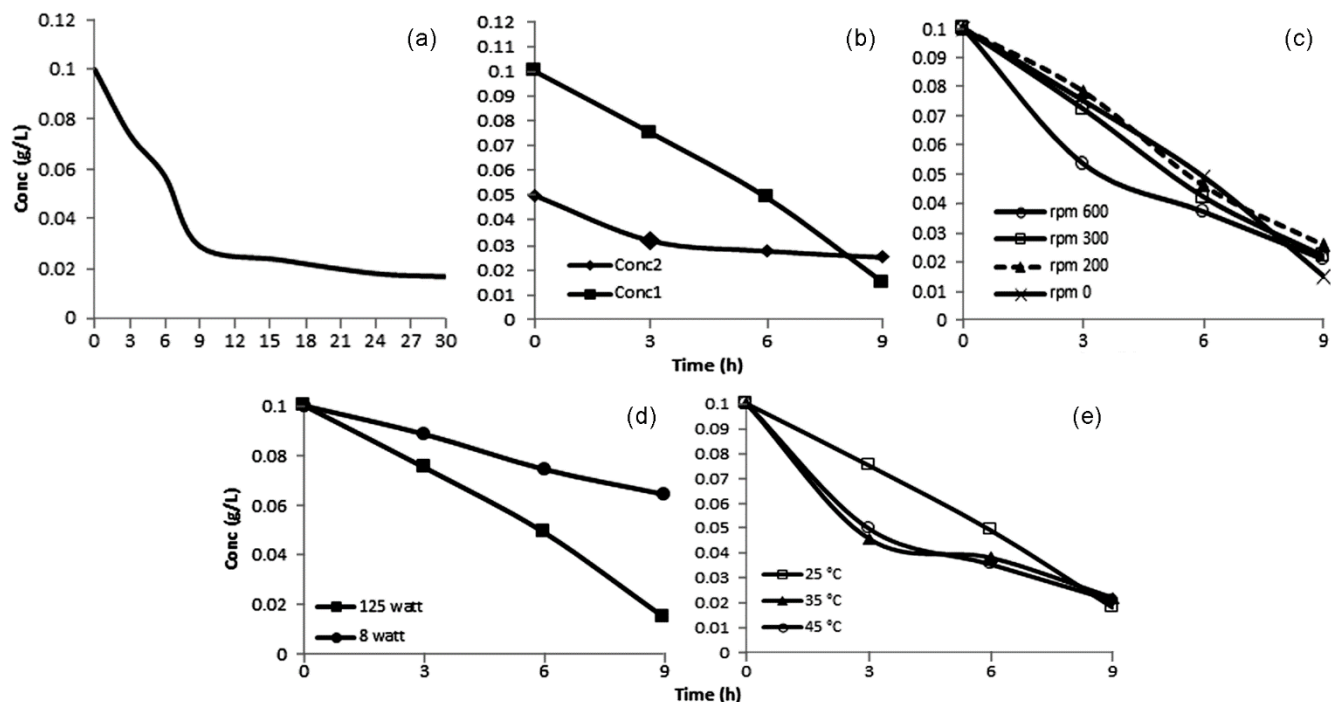 (a)
Conc (g/L)
0.12
0.1
0.08
0.06
0.04
0.02
0
0 3 6 9 12 15 18 21 24 27 30
(b)
0.12
0.11
0.1
0.09
0.08
0.07
0.06
0.05
0.04
0.03
0.02
0.01
0
Conc2
Conc1
0 3 6 9
Time (h)
(c)
0.1
0.09
0.08
0.07
0.06
0.05
0.04
0.03
0.02
0.01
0
rpm 600
rpm 300
rpm 200
rpm 0
0 3 6 9
(d)
Conc (g/L)
0.1
0.08
0.06
0.04
0.02
0
125 watt
8 watt
0 3 6 9
(e)
0.1
0.09
0.08
0.07
0.06
0.05
0.04
0.03
0.02
0.01
0
25 °C
35 °C
45 °C
0 3 6 9
Time (h)